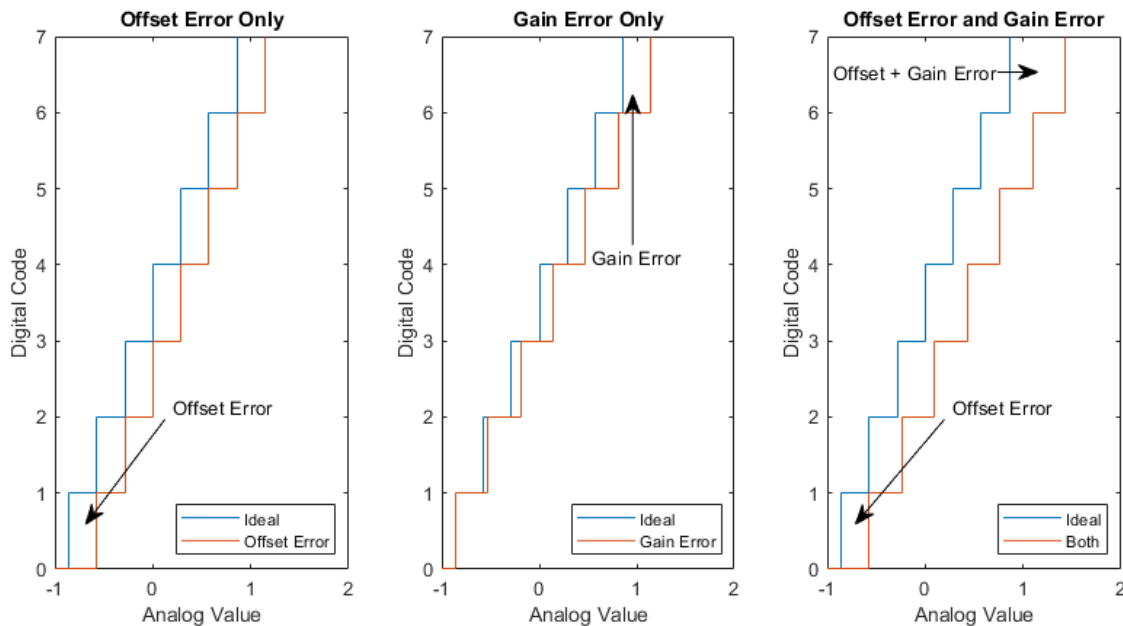 Offset Error Only
7
6
5
4
3
2
1
0
Digital Code
Offset Error
Ideal
Offset Error
-1 0 1 2
Analog Value
Gain Error Only
7
6
5
4
3
2
1
0
Digital Code
Gain Error
Ideal
Gain Error
-1 0 1 2
Analog Value
Offset Error and Gain Error
7
6
5
4
3
2
1
0
Digital Code
Offset + Gain Error
Offset Error
Ideal
Both
-1 0 1 2
Analog Value